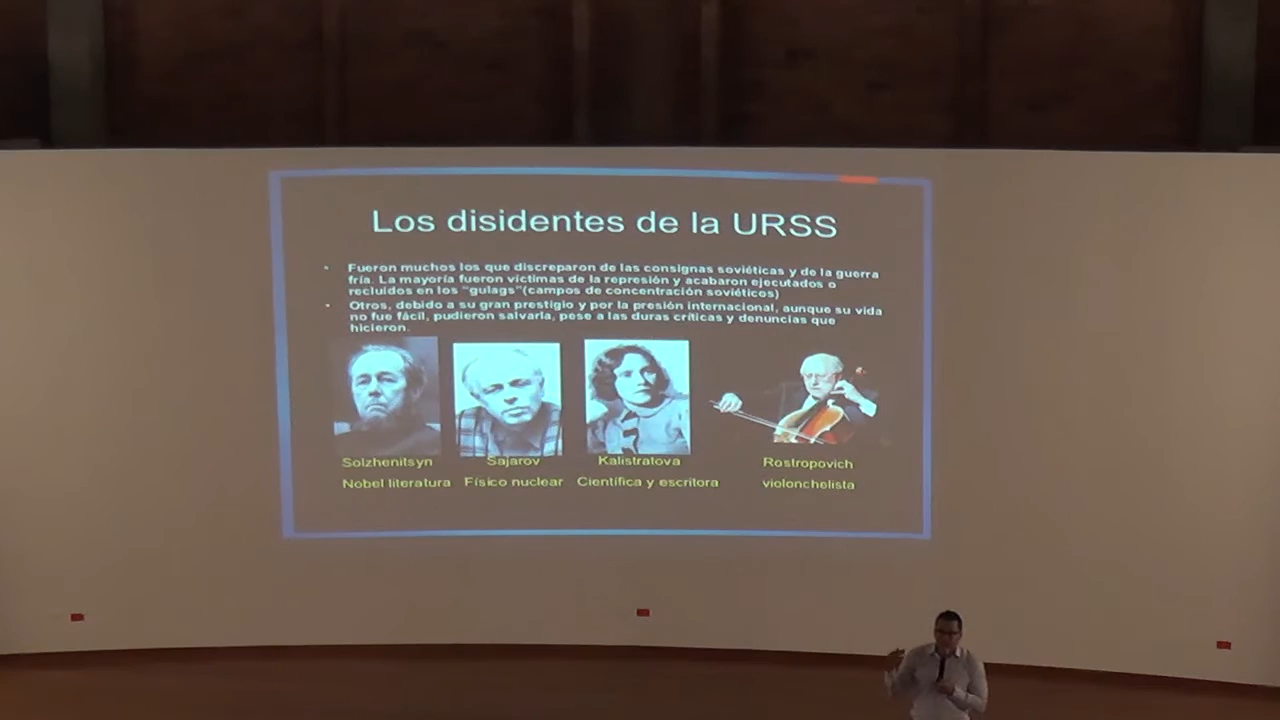 Los disidentes de la URSS
• Fueron muchos los que discreparon de las consignas soviéticas y de la guerra
fría. La mayoría fueron víctimas de la represión y acabaron ejecutados o
recluidos en los "gulags"(campos de concentración soviéticos)
• Otros, debido a su gran prestigio y por la presión internacional, aunque su vida
no fue fácil, pudieron salvarla, pese a las duras críticas y denuncias que
hicieron.
Solzhenitsyn Sajarov Kalistratova Rostropovich
Nobel literatura Físico nuclear Científica y escritora violonchelista